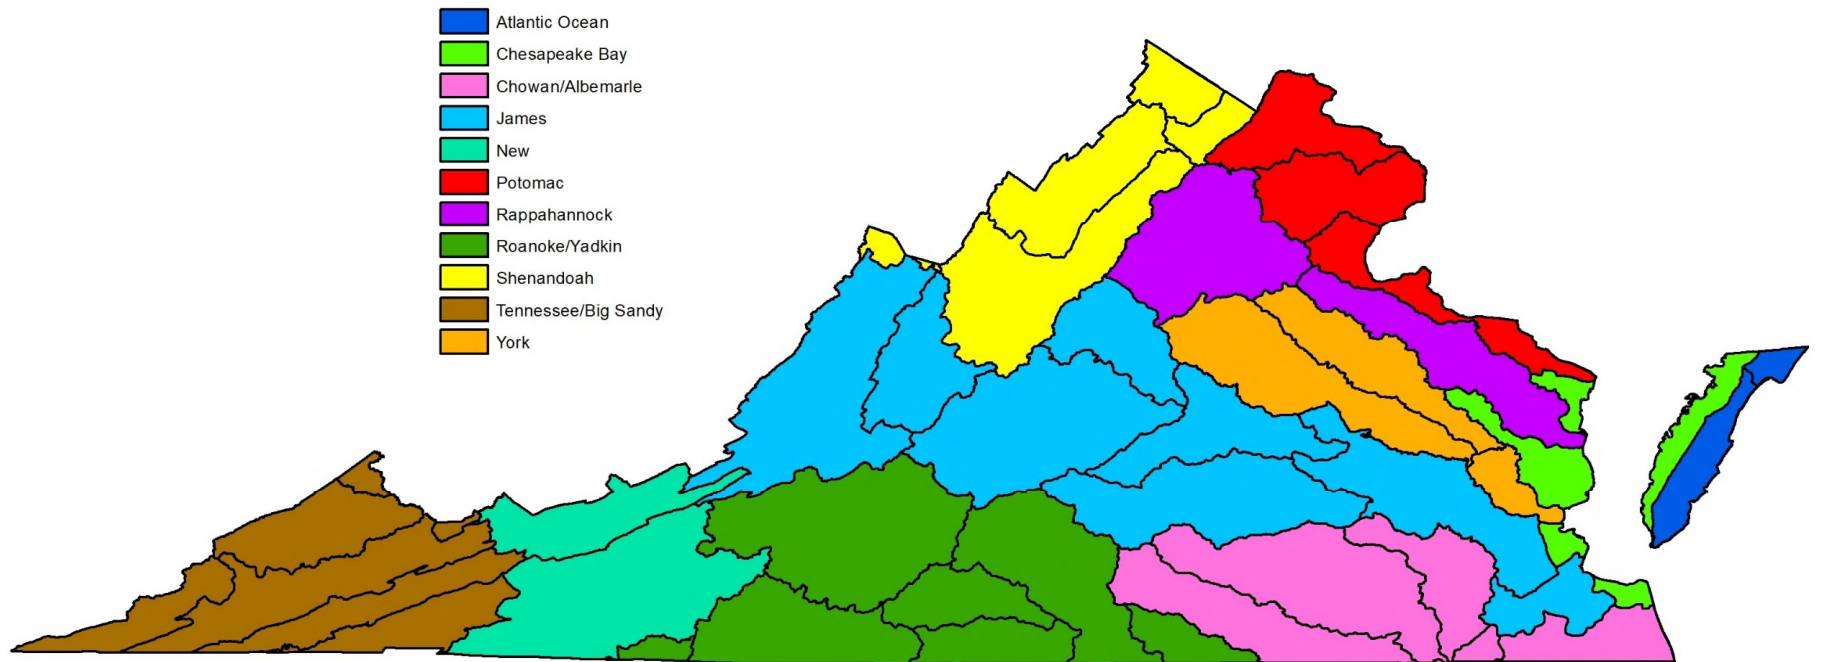 Atlantic Ocean
Chesapeake Bay
Chowan/Albemarle
James
New
Potomac
Rappahannock
Roanoke/Yadkin
Shenandoah
Tennessee/Big Sandy
York